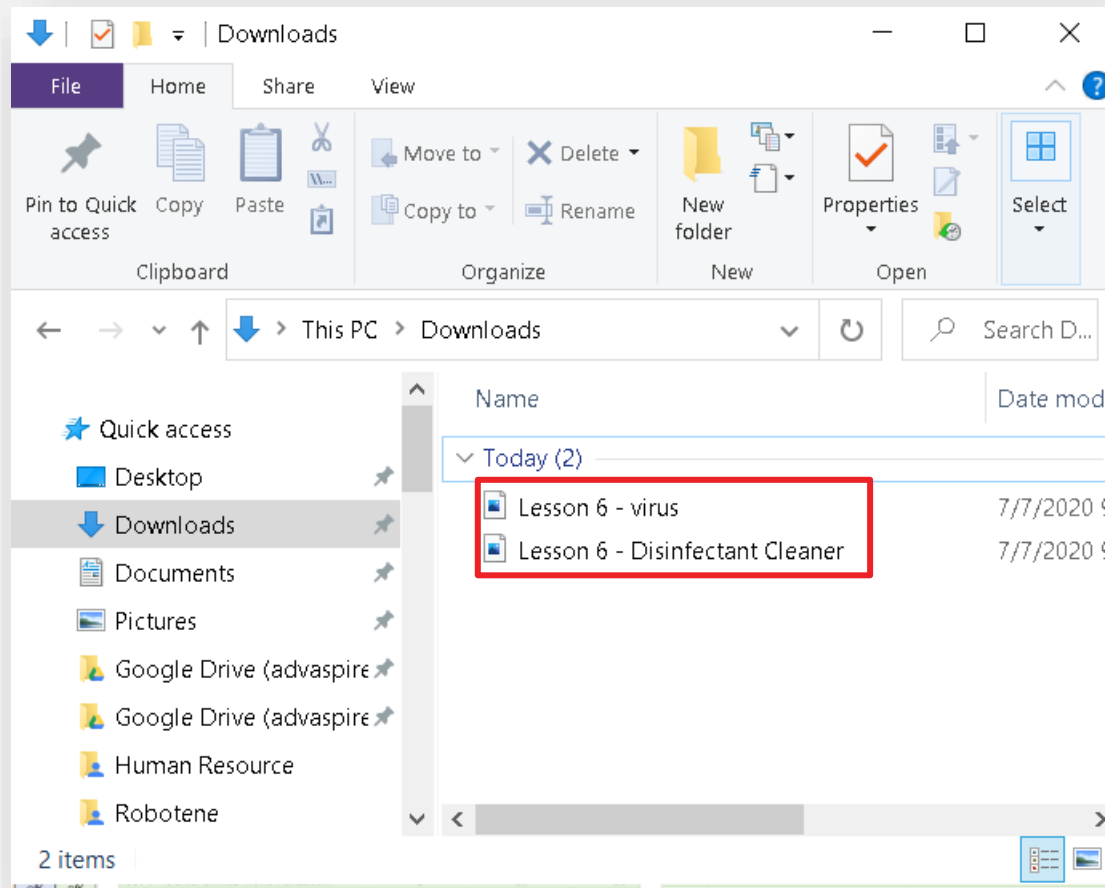 Downloads
File Home Share View
Pin to Quick access
Copy
Paste
Move to
Copy to
Delete
Rename
New folder
Properties
Select
Clipboard Organize New Open
This PC > Downloads
Search D...
Name Date mod
Quick access
Today (2)
Desktop
Lesson 6 - virus 7/7/2020 9
Downloads
Lesson 6 - Disinfectant Cleaner 7/7/2020 9
Documents
Pictures
Google Drive (advaspire
Google Drive (advaspire
Human Resource
Robotene
2 items